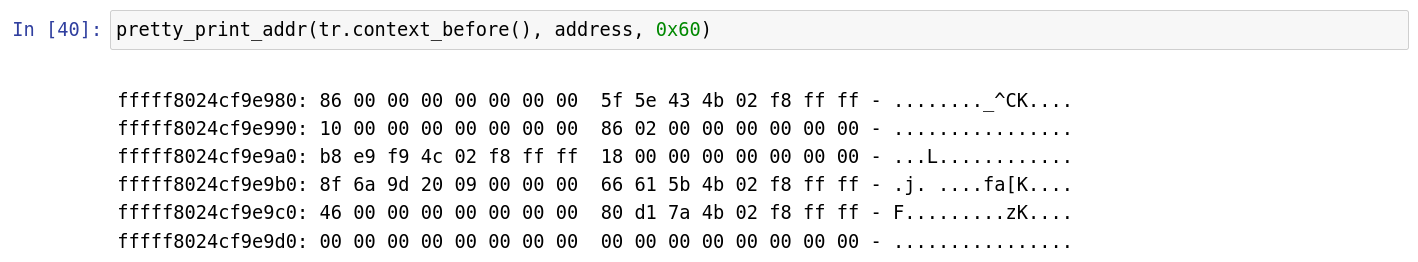 In [40]: pretty_print_addr(tr.context_before(), address, 0x60)
fffff8024cf9e980: 86 00 00 00 00 00 00 00  5f 5e 43 4b 02 f8 ff ff - ........_^CK....
fffff8024cf9e990: 10 00 00 00 00 00 00 00  86 02 00 00 00 00 00 00 - ................
fffff8024cf9e9a0: b8 e9 f9 4c 02 f8 ff ff  18 00 00 00 00 00 00 00 - ...L............
fffff8024cf9e9b0: 8f 6a 9d 20 09 00 00 00  66 61 5b 4b 02 f8 ff ff - .j. ....fa[K....
fffff8024cf9e9c0: 46 00 00 00 00 00 00 00  80 d1 7a 4b 02 f8 ff ff - F.........zK....
fffff8024cf9e9d0: 00 00 00 00 00 00 00 00  00 00 00 00 00 00 00 00 - ................